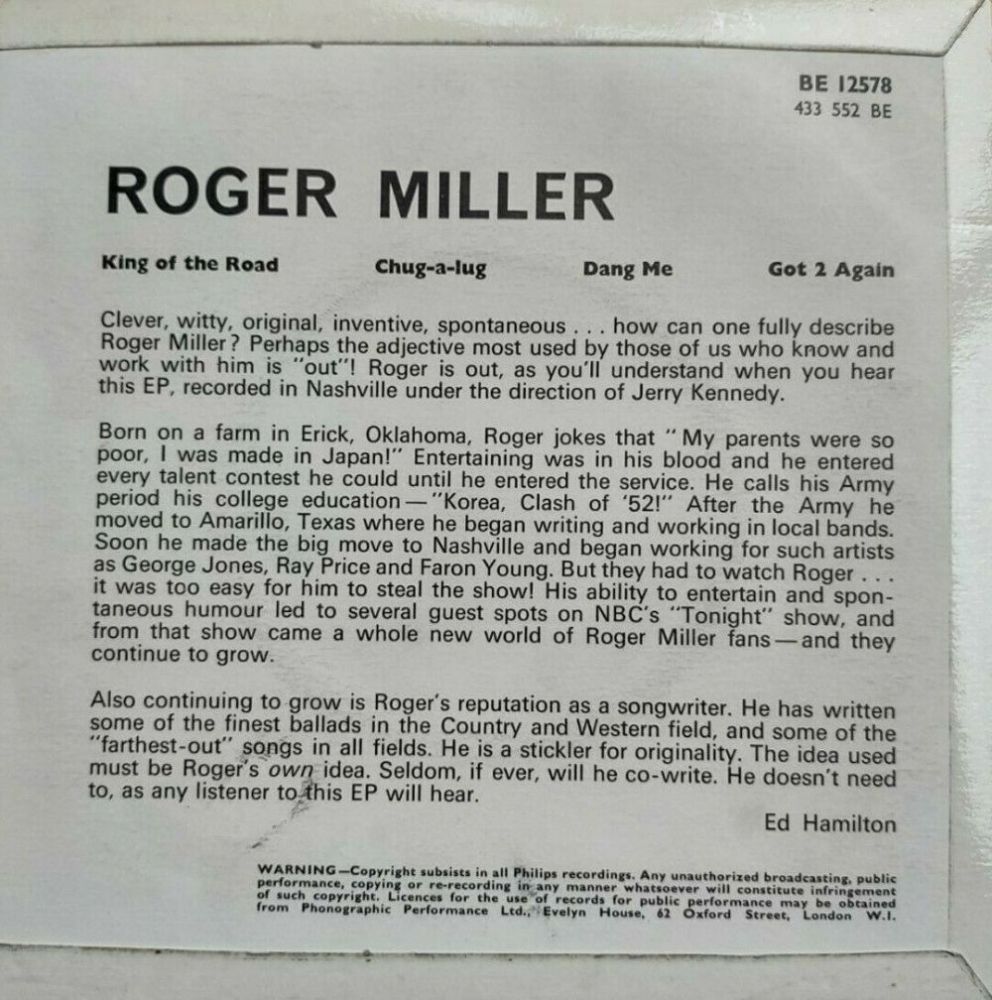 BE 12578
433 552 BE
ROGER MILLER
King of the Road Chug-a-lug Dang Me Got 2 Again
Clever, witty, original, inventive, spontaneous . . . how can one fully describe
Roger Miller? Perhaps the adjective most used by those of us who know and
work with him is "out"! Roger is out, as you'll understand when you hear
this EP, recorded in Nashville under the direction of Jerry Kennedy.
Born on a farm in Erick, Oklahoma, Roger jokes that "My parents were so
poor, I was made in Japan!" Entertaining was in his blood and he entered
every talent contest he could until he entered the service. He calls his Army
period his college education — "Korea, Clash of '52!" After the Army he
moved to Amarillo, Texas where he began writing and working in local bands.
Soon he made the big move to Nashville and began working for such artists
as George Jones, Ray Price and Faron Young. But they had to watch Roger . . .
it was too easy for him to steal the show! His ability to entertain and spon-
taneous humour led to several guest spots on NBC's "Tonight" show, and
from that show came a whole new world of Roger Miller fans — and they
continue to grow.
Also continuing to grow is Roger's reputation as a songwriter. He has written
some of the finest ballads in the Country and Western field, and some of the
"farthest-out" songs in all fields. He is a stickler for originality. The idea used
must be Roger's own idea. Seldom, if ever, will he co-write. He doesn't need
to, as any listener to this EP will hear.
Ed Hamilton
WARNING—Copyright subsists in all Philips recordings. Any unauthorized broadcasting, public
performance, copying or re-recording in any manner whatsoever will constitute infringement
of such copyright. Licences for the use of records for public performance may be obtained
from Phonographic Performance Ltd., Evelyn House, 62 Oxford Street, London W.I.